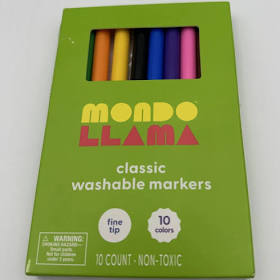 MONDO
LLAMA
classic
washable markers
fine
tip
10
colors
WARNING:
CHOKING HAZARD—
Small parts.
Not for children
under 3 years.
10 COUNT • NON-TOXIC